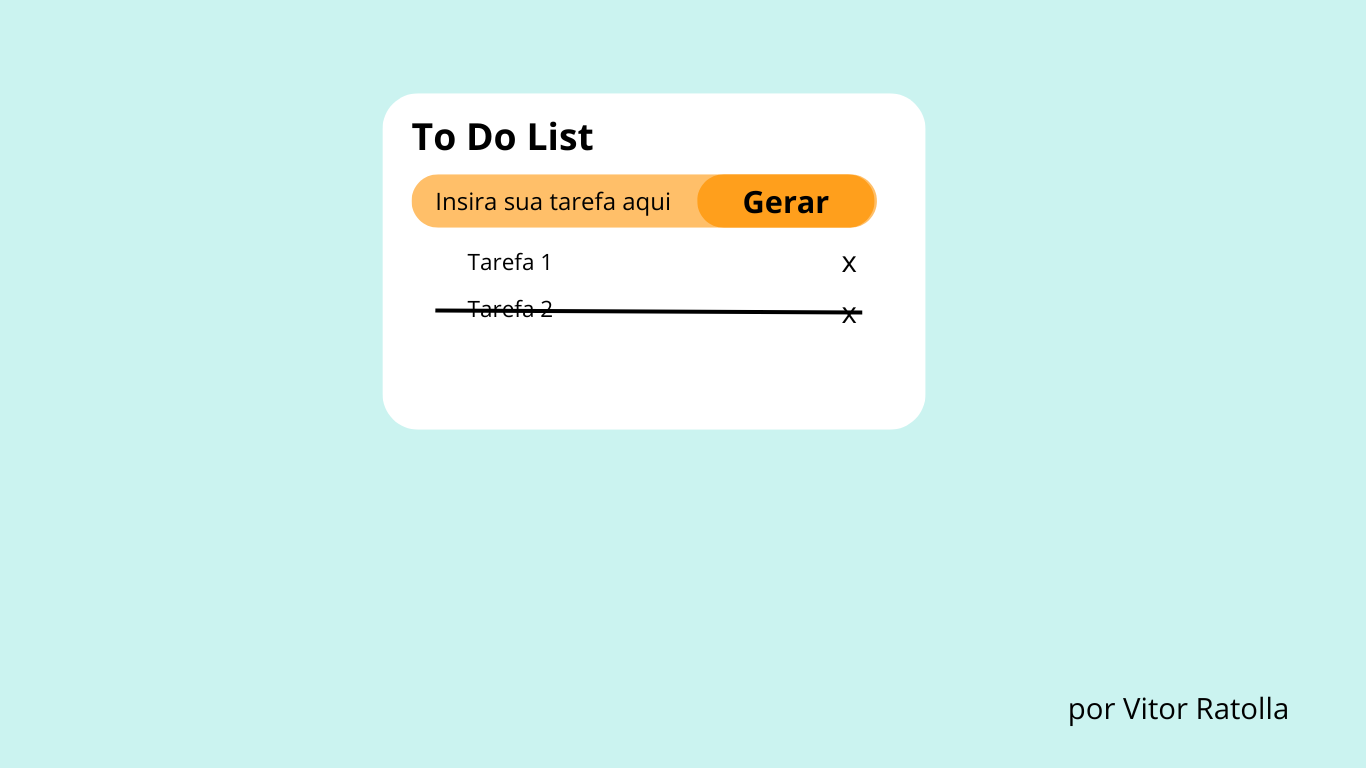 To Do List
Insira sua tarefa aqui Gerar
Tarefa 1 x
Tarefa 2 x
por Vitor Ratolla